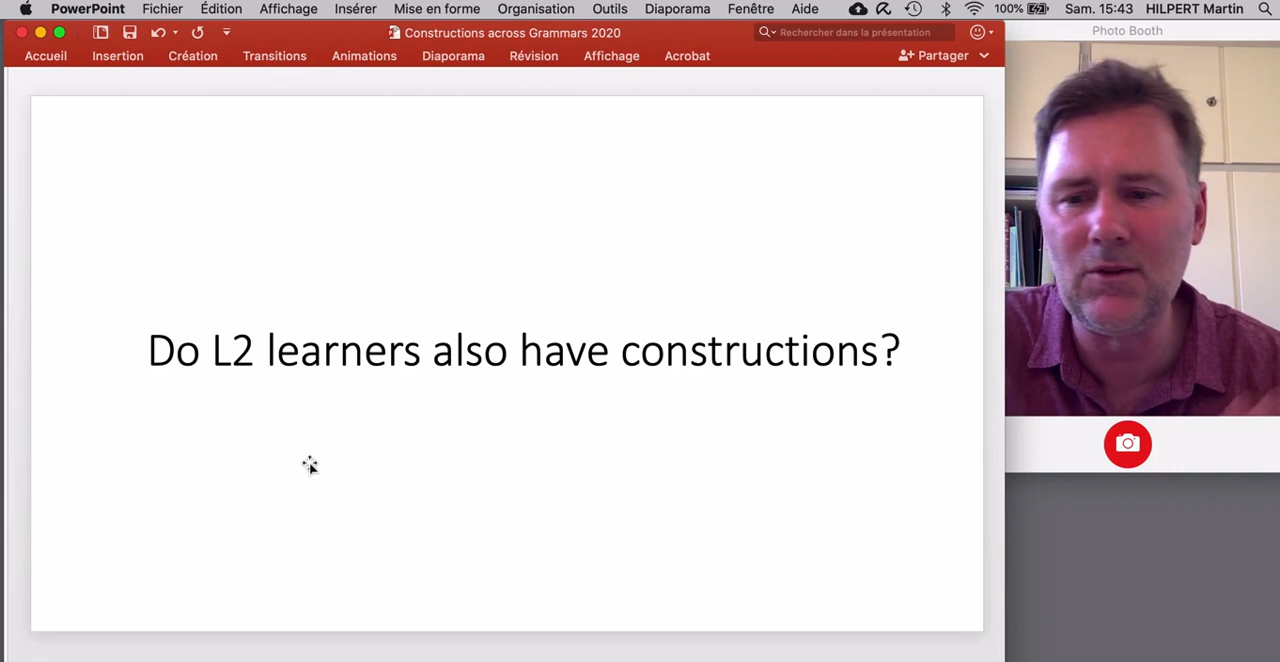 PowerPoint Fichier Édition Affichage Insérer Mise en forme Organisation Outils Diaporama Fenêtre Aide 100% Sam. 15:43 HILPERT Martin
Constructions across Grammars 2020 Rechercher dans la présentation
Photo Booth
Accueil Insertion Création Transitions Animations Diaporama Révision Affichage Acrobat Partager
Do L2 learners also have constructions?